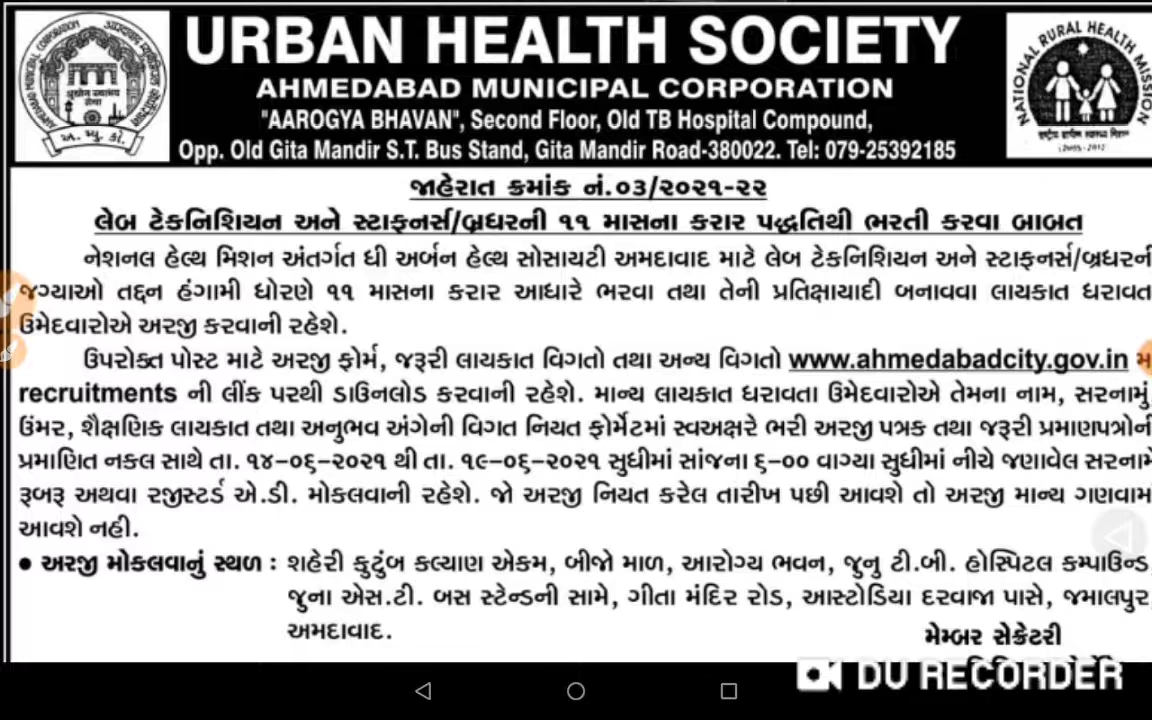 URBAN HEALTH SOCIETY
AHMEDABAD MUNICIPAL CORPORATION
"AAROGYA BHAVAN", Second Floor, Old TB Hospital Compound,
Opp. Old Gita Mandir S.T. Bus Stand, Gita Mandir Road-380022. Tel: 079-25392185
અ. મ્યુ. કો.
NATIONAL RURAL HEALTH MISSION
જાહેરાત ક્રમાંક નં.૦૩/૨૦૨૧-૨૨
લેબ ટેકનિશિયન અને સ્ટાફનર્સ/બ્રધરની ૧૧ માસના કરાર પદ્ધતિથી ભરતી કરવા બાબત
નેશનલ હેલ્થ મિશન અંતર્ગત ધી અર્બન હેલ્થ સોસાયટી અમદાવાદ માટે લેબ ટેકનિશિયન અને સ્ટાફનર્સ/બ્રધરની
જગ્યાઓ તદ્દન હંગામી ધોરણે ૧૧ માસના કરાર આધારે ભરવા તથા તેની પ્રતિક્ષાયાદી બનાવવા લાયકાત ધરાવત
ઉમેદવારોએ અરજી કરવાની રહેશે.
ઉપરોક્ત પોસ્ટ માટે અરજી ફોર્મ, જરૂરી લાયકાત વિગતો તથા અન્ય વિગતો www.ahmedabadcity.gov.in મ
recruitments ની લીંક પરથી ડાઉનલોડ કરવાની રહેશે. માન્ય લાયકાત ધરાવતા ઉમેદવારોએ તેમના નામ, સરનામું,
ઉંમર, શૈક્ષણિક લાયકાત તથા અનુભવ અંગેની વિગત નિયત ફોર્મેટમાં સ્વઅક્ષરે ભરી અરજી પત્રક તથા જરૂરી પ્રમાણપત્રોની
પ્રમાણિત નકલ સાથે તા. ૧૪-૦૬-૨૦૨૧ થી તા. ૧૯-૦૬-૨૦૨૧ સુધીમાં સાંજના ૬-૦૦ વાગ્યા સુધીમાં નીચે જણાવેલ સરનામે
રૂબરૂ અથવા રજીસ્ટર્ડ એ.ડી. મોકલવાની રહેશે. જો અરજી નિયત કરેલ તારીખ પછી આવશે તો અરજી માન્ય ગણવામ
આવશે નહી.
• અરજી મોકલવાનું સ્થળ : શહેરી કુટુંબ કલ્યાણ એકમ, બીજો માળ, આરોગ્ય ભવન, જુનુ ટી.બી. હોસ્પિટલ કમ્પાઉન્ડ,
જુના એસ.ટી. બસ સ્ટેન્ડની સામે, ગીતા મંદિર રોડ, આસ્ટોડિયા દરવાજા પાસે, જમાલપુર,
અમદાવાદ.
મેમ્બર સેક્રેટરી
DU RECORDER